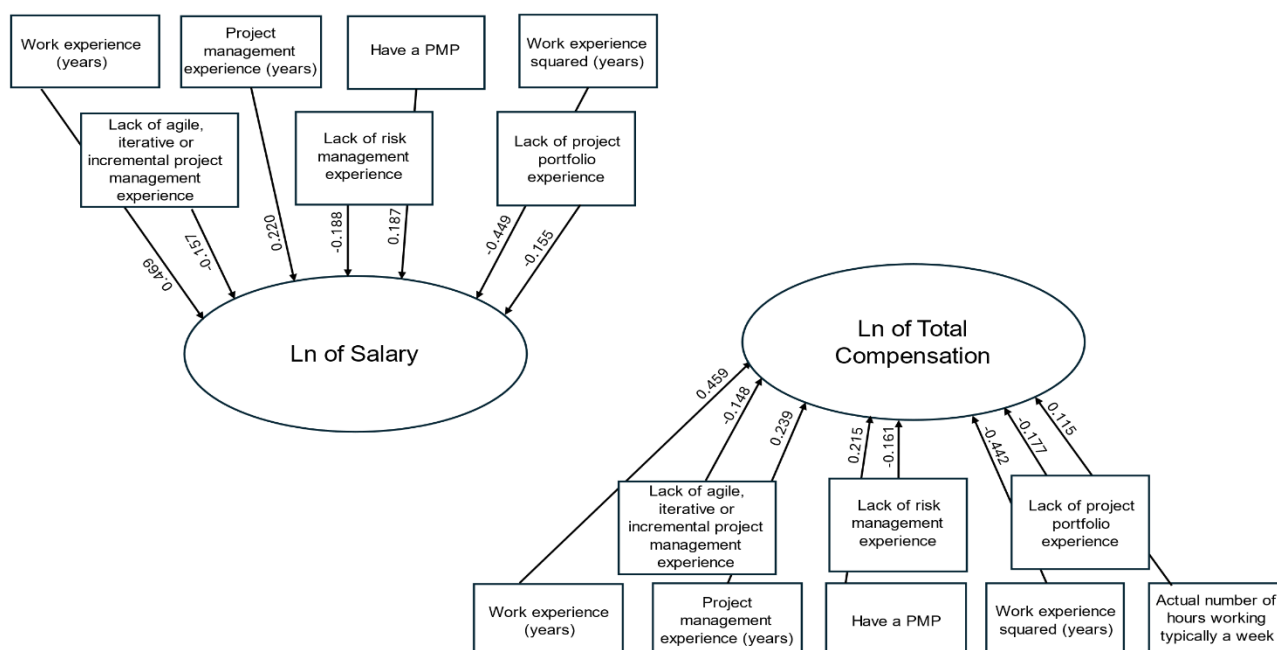 Work experience
(years)
Project
management
experience (years)
Have a PMP
Work experience
squared (years)
Lack of agile,
iterative or
incremental project
management
experience
Lack of risk
management
experience
Lack of project
portfolio
experience
0.469
-0.157
0.220
-0.188
0.187
-0.449
-0.155
Ln of Salary
Ln of Total
Compensation
0.459
-0.148
0.239
0.215
-0.161
-0.442
-0.177
0.115
Lack of agile,
iterative or
incremental project
management
experience
Lack of risk
management
experience
Lack of project
portfolio
experience
Work experience
(years)
Project
management
experience (years)
Have a PMP
Work experience
squared (years)
Actual number of
hours working
typically a week